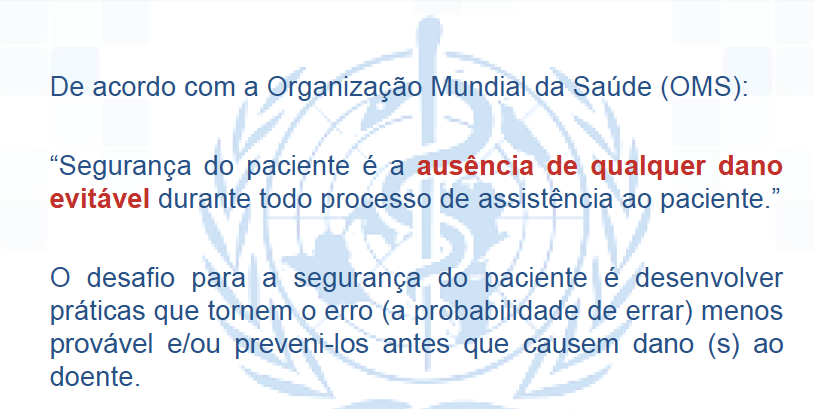 De acordo com a Organização Mundial da Saúde (OMS):
“Segurança do paciente é a ausência de qualquer dano
evitável durante todo processo de assistência ao paciente.”
O desafio para a segurança do paciente é desenvolver
práticas que tornem o erro (a probabilidade de errar) menos
provável e/ou preveni-los antes que causem dano (s) ao
doente.